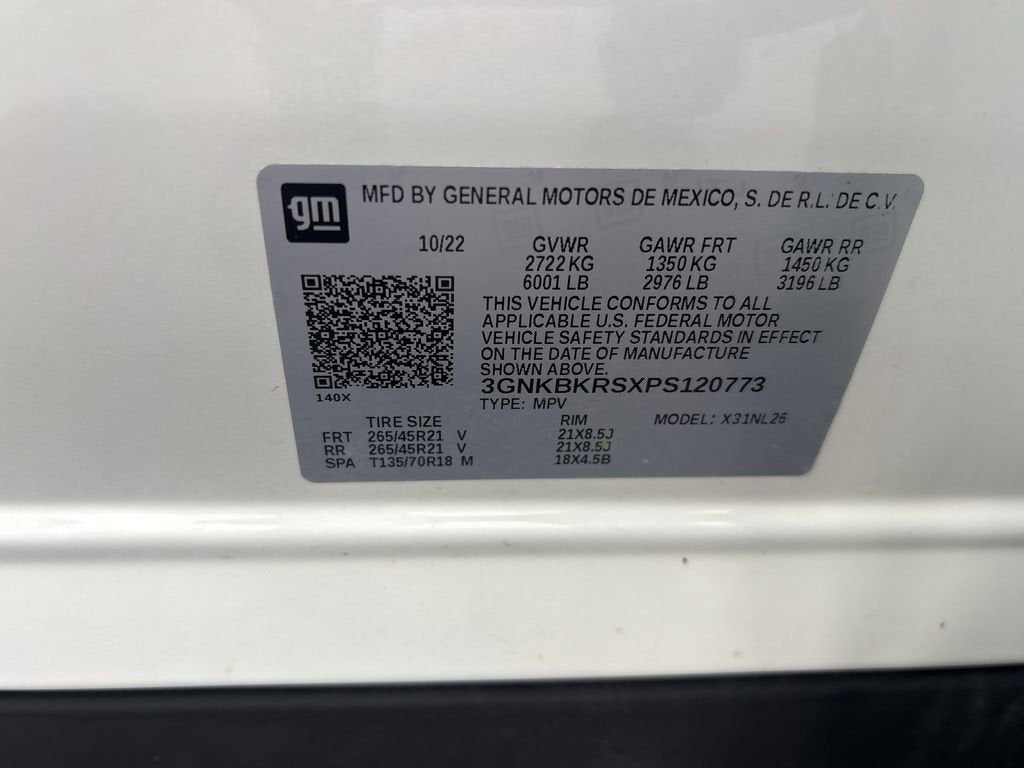 gm
MFD BY GENERAL MOTORS DE MEXICO, S. DE R.L. DE C.V.
10/22 GVWR GAWR FRT GAWR RR
2722 KG 1350 KG 1450 KG
6001 LB 2976 LB 3196 LB
THIS VEHICLE CONFORMS TO ALL
APPLICABLE U.S. FEDERAL MOTOR
VEHICLE SAFETY STANDARDS IN EFFECT
ON THE DATE OF MANUFACTURE
SHOWN ABOVE.
3GNKBKRSXPS120773
140X
TYPE: MPV
TIRE SIZE RIM MODEL: X31NL26
FRT 265/45R21 V 21X8.5J
RR 265/45R21 V 21X8.5J
SPA T135/70R18 M 18X4.5B